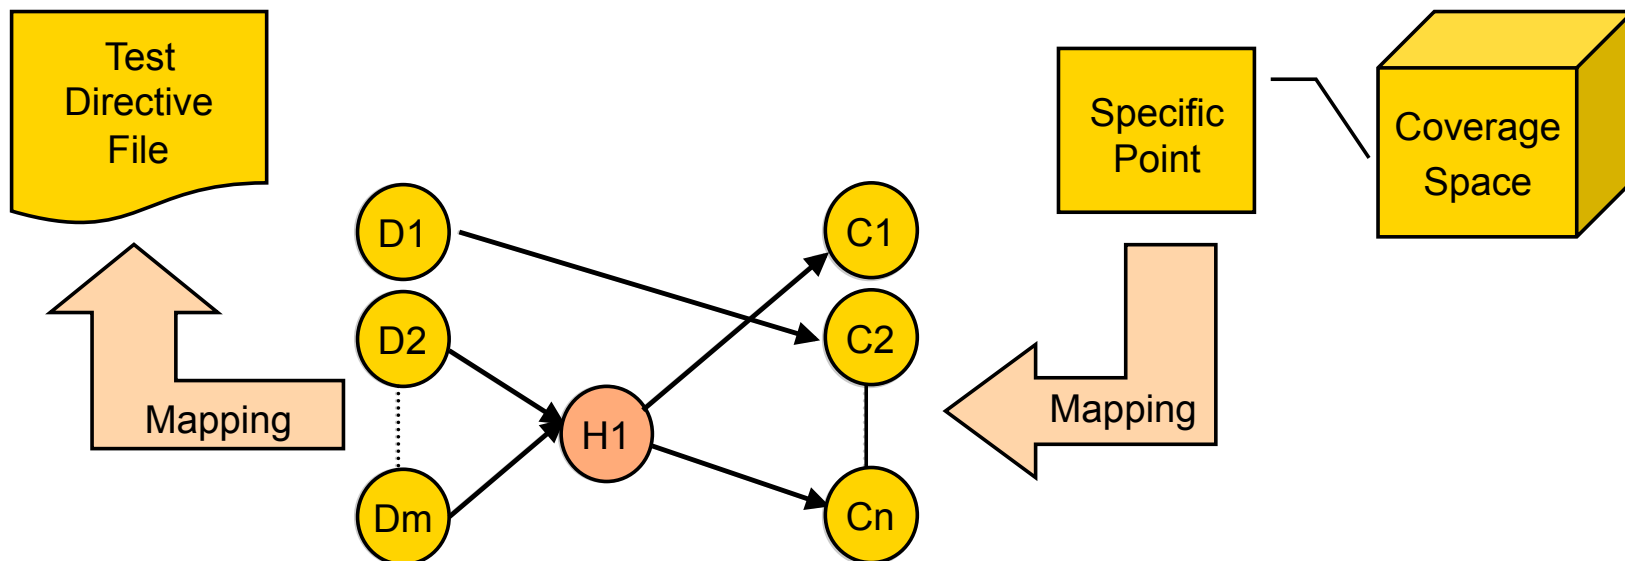 Test
Directive
File
Mapping
D1
D2
Dm
H1
C1
C2
Cn
Specific
Point
Mapping
Coverage
Space